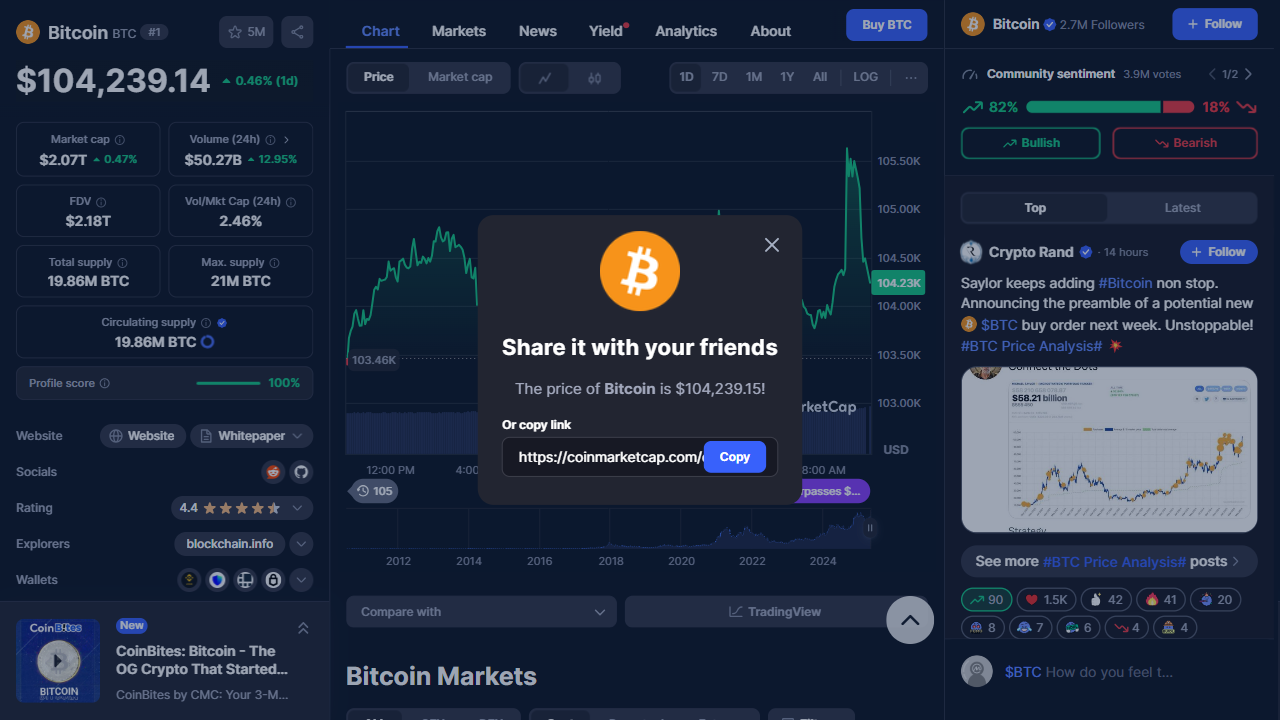 Bitcoin BTC #1
5M
$104,239.14 0.46% (1d)
Market cap
$2.07T 0.47%
Volume (24h)
$50.27B 12.95%
FDV
$2.18T
Vol/Mkt Cap (24h)
2.46%
Total supply
19.86M BTC
Max. supply
21M BTC
Circulating supply
19.86M BTC
Profile score 100%
Website Website Whitepaper
Socials
Rating 4.4
Explorers blockchain.info
Wallets
CoinBites
BITCOIN
New
CoinBites: Bitcoin - The
OG Crypto That Started...
CoinBites by CMC: Your 3-M...
Chart Markets News Yield Analytics About
Buy BTC
Price Market cap
1D 7D 1M 1Y All LOG ...
105.50K
105.00K
104.50K
104.23K
104.00K
103.50K
103.00K
USD
103.46K
rketCap
12:00 PM 4:00 8:00 AM
105
rpasses $...
2012 2014 2016 2018 2020 2022 2024
Compare with
TradingView
Bitcoin Markets
Share it with your friends
The price of Bitcoin is $104,239.15!
Or copy link
https://coinmarketcap.com/
Copy
Bitcoin 2.7M Followers
+ Follow
Community sentiment 3.9M votes 1/2
82% 18%
Bullish Bearish
Top Latest
Crypto Rand · 14 hours
+ Follow
Saylor keeps adding #Bitcoin non stop.
Announcing the preamble of a potential new
$BTC buy order next week. Unstoppable!
#BTC Price Analysis#
Connect the Dots
$58.21 billion
Strategy
See more #BTC Price Analysis# posts
90 1.5K 42 41 20
8 7 6 4 4
$BTC How do you feel t...